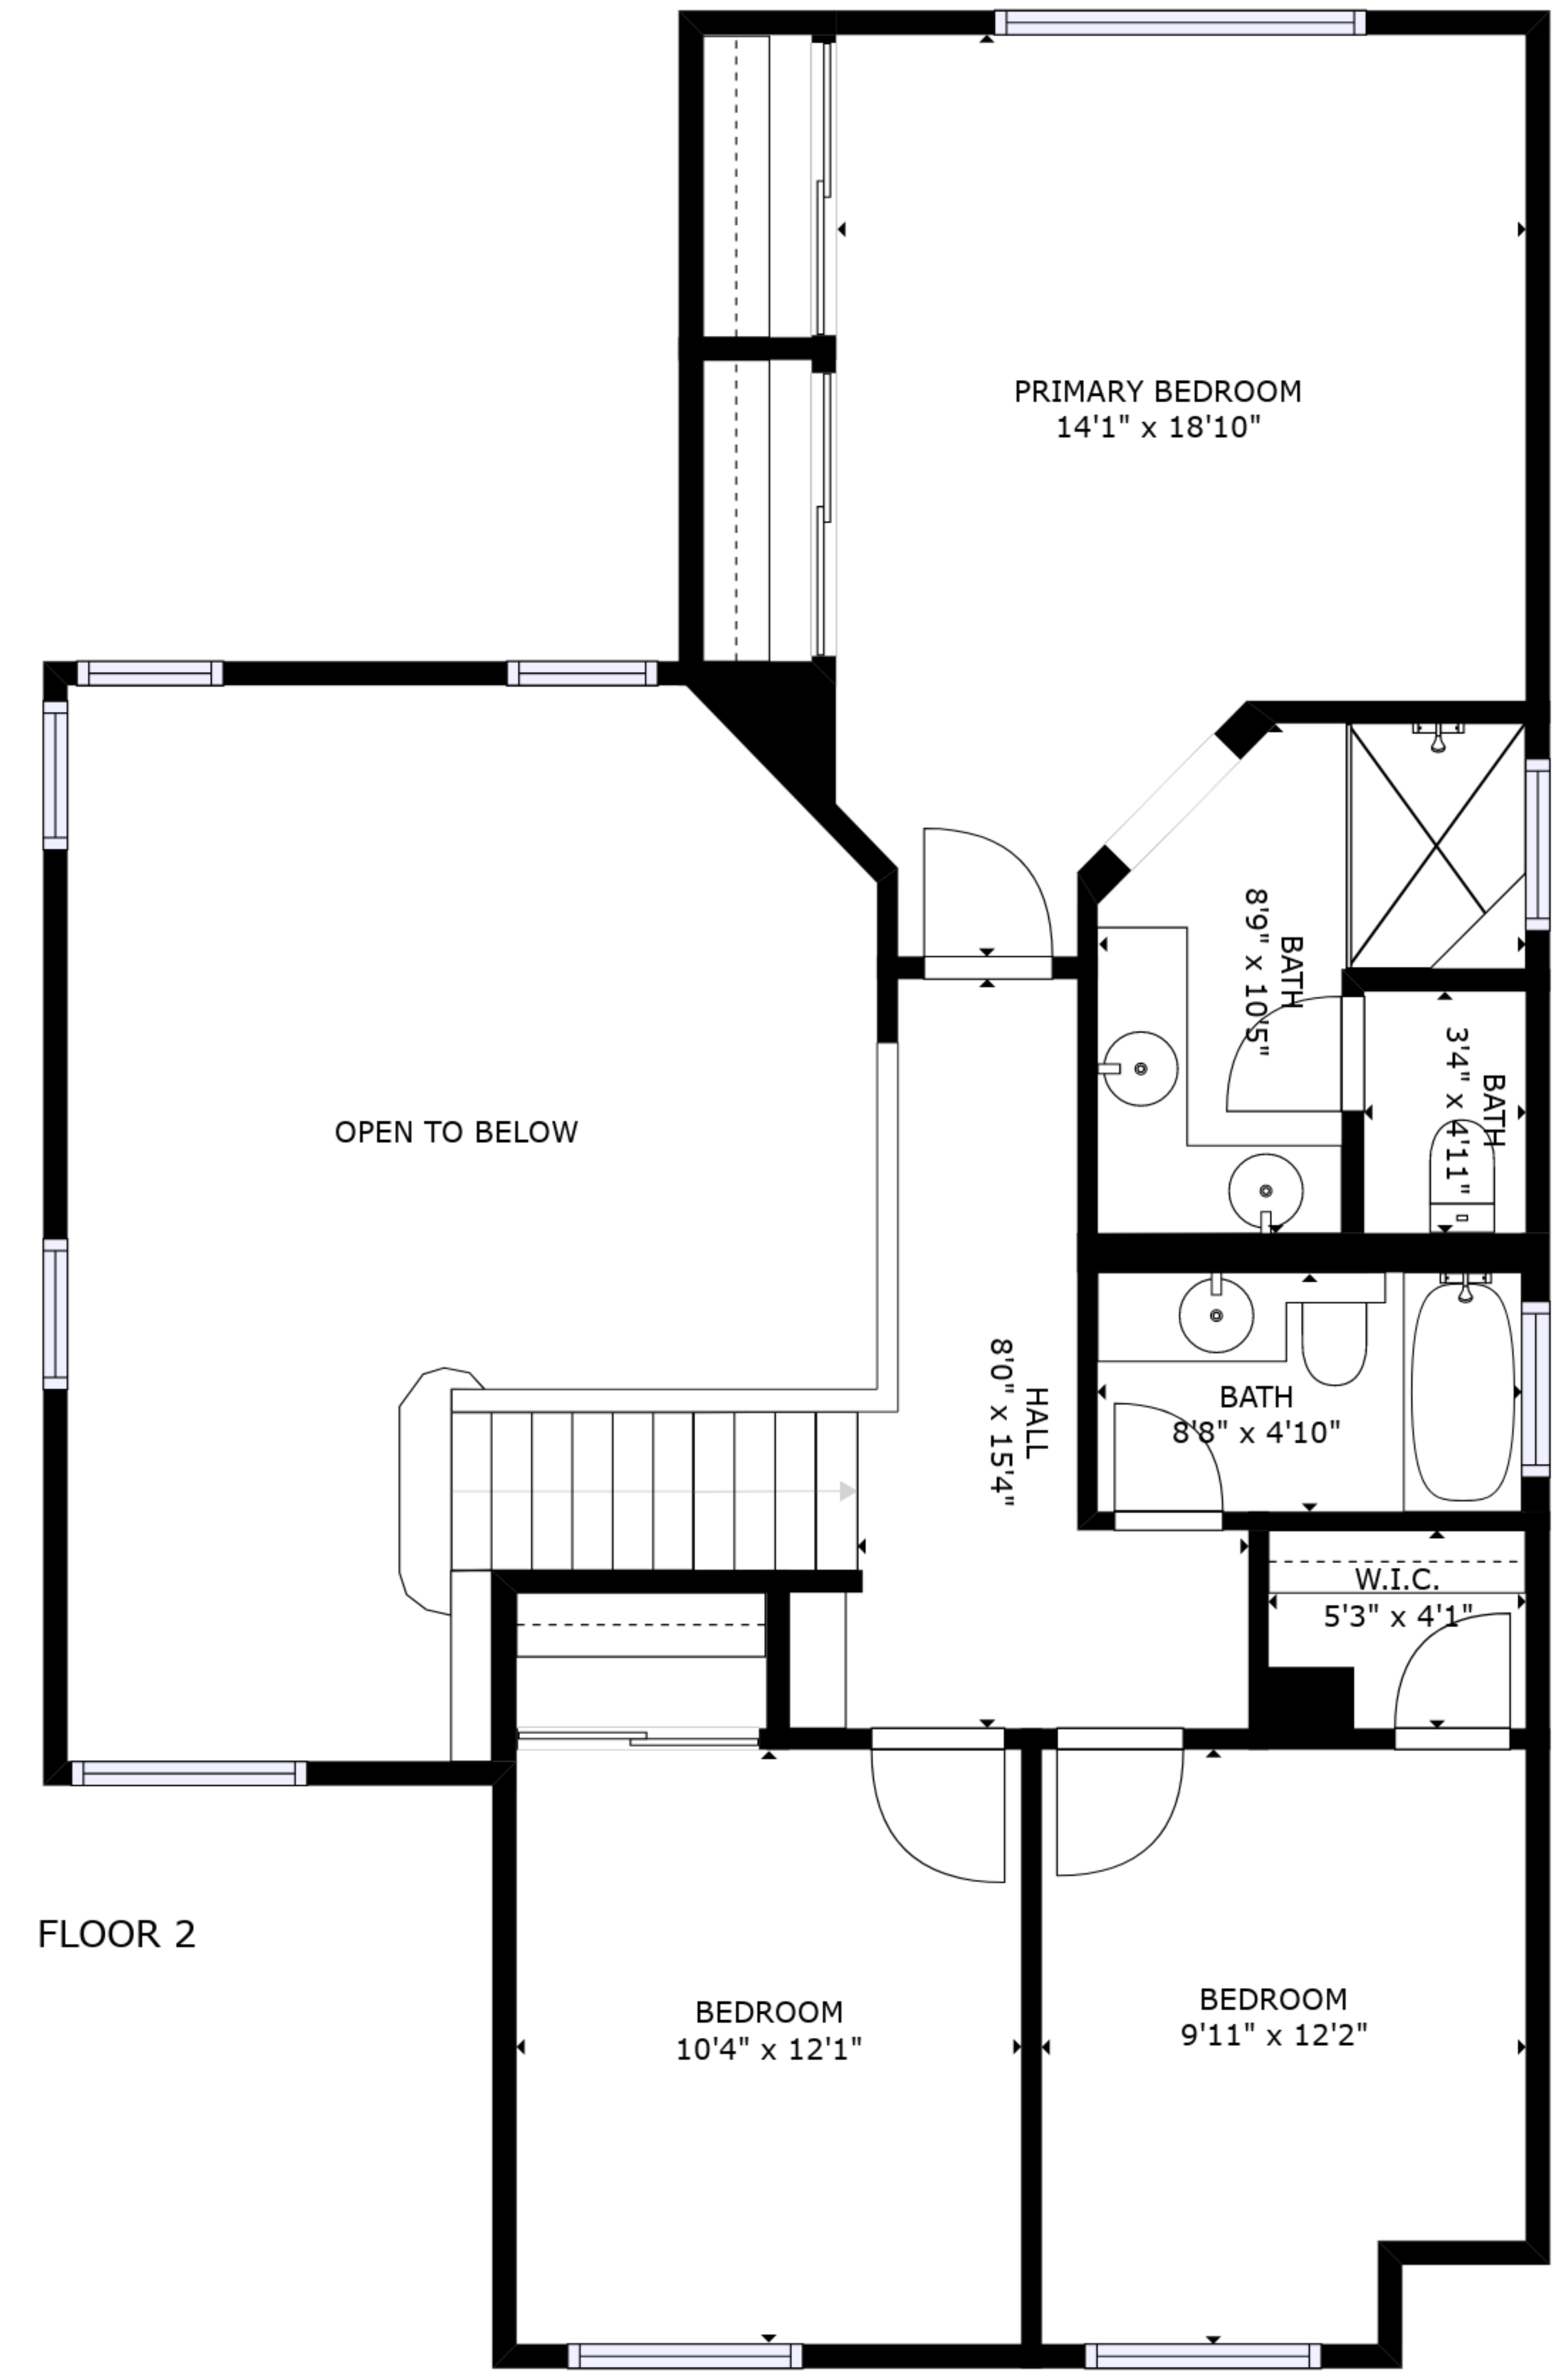 PRIMARY BEDROOM
14'1" x 18'10"
BATH
8'9" x 10'5"
BATH
3'4" x 4'11"
OPEN TO BELOW
HALL
8'0" x 15'4"
BATH
8'8" x 4'10"
W.I.C.
5'3" x 4'1"
FLOOR 2
BEDROOM
10'4" x 12'1"
BEDROOM
9'11" x 12'2"